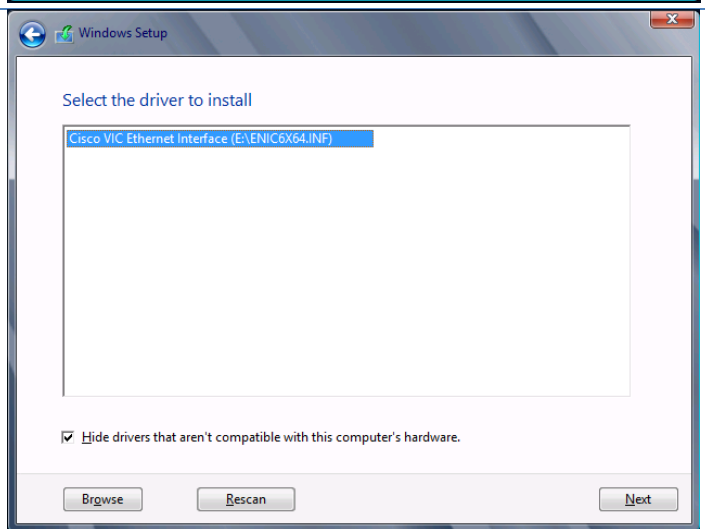 Windows Setup
Select the driver to install
Cisco VIC Ethernet Interface (E:\ENIC6X64.INF)
Hide drivers that aren't compatible with this computer's hardware.
Browse Rescan Next